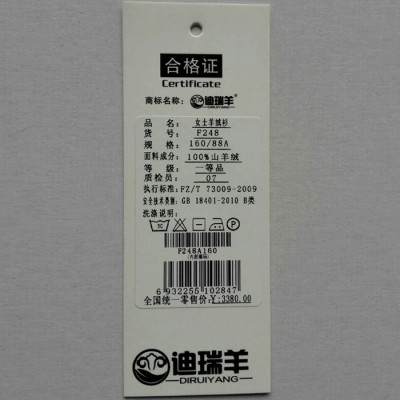 合格证
Certificate
商标名称: 迪瑞羊®
品 名: 女士羊绒衫
货 号: F248
规 格: 160/88A
面料成分: 100%山羊绒
等 级: 一等品
质检员: 07
执行标准: FZ/T 73009-2009
安全技术类别: GB 18401-2010 B类
洗涤说明:
F248A160
(内部编码)
6 932255 102847
全国统一零售价:¥:3380.00
迪瑞羊
DIRUIYANG